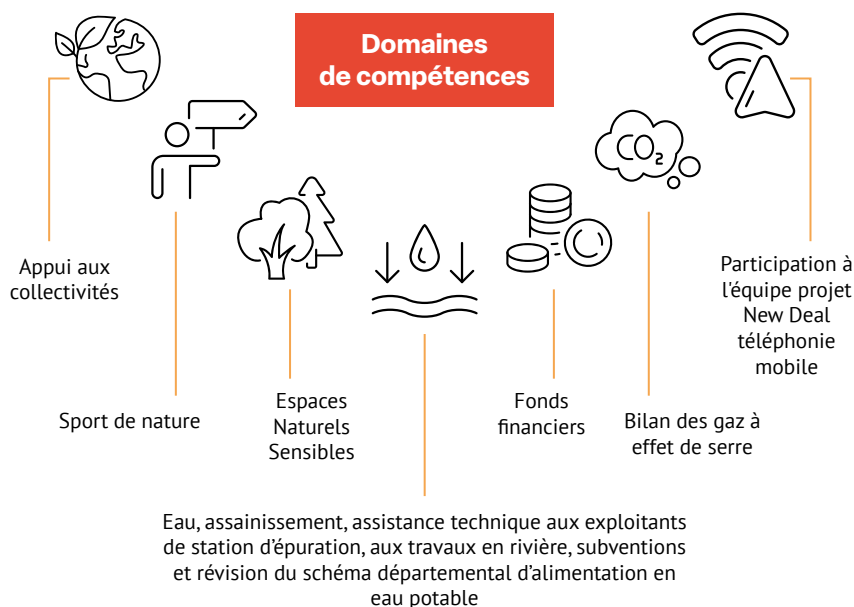 Domaines
de compétences
CO₂
Appui aux
collectivités
Sport de nature
Espaces
Naturels
Sensibles
Eau, assainissement, assistance technique aux exploitants
de station d'épuration, aux travaux en rivière, subventions
et révision du schéma départemental d'alimentation en
eau potable
Fonds
financiers
Bilan des gaz à
effet de serre
Participation à
l'équipe projet
New Deal
téléphonie
mobile